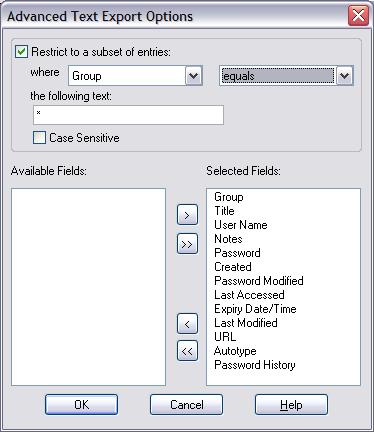 Advanced Text Export Options
Restrict to a subset of entries:
where Group equals
the following text:
*
Case Sensitive
Available Fields: Selected Fields:
Group
Title
User Name
Notes
Password
Created
Password Modified
Last Accessed
Expiry Date/Time
Last Modified
URL
Autotype
Password History
>
>>
<
<<
OK Cancel Help